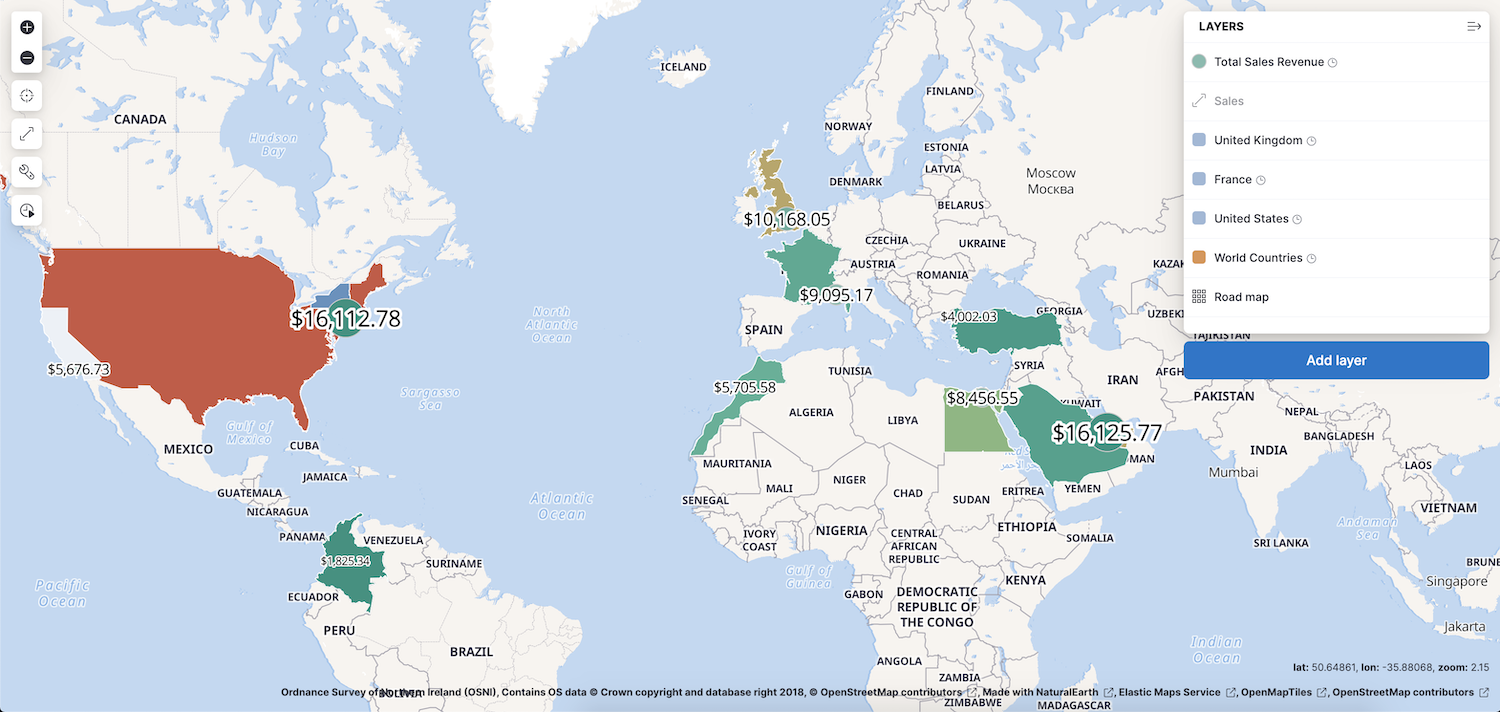 LAYERS
Total Sales Revenue
Sales
United Kingdom
France
United States
World Countries
Road map
Add layer
ICELAND
FINLAND
NORWAY
CANADA
Hudson
Bay
ESTONIA
LATVIA
Moscow
Москва
DENMARK
BELARUS
$10,168.05
CZECHIA
UKRAINE
AUSTRIA
KAZAK
ROMANIA
$9,095.17
$16,112.78
North
Atlantic
Ocean
$4,002.03
GEORGIA
UZBEKI
SPAIN
TAJIKISTAN
$5,676.73
TUNISIA
SYRIA
IRAN
AFGH
$5,705.58
$8,456.55
KUWAIT
PAKISTAN
Sargasso
Sea
ALGERIA
LIBYA
NEPAL
Gulf of
Mexico
$16,125.77
BANGLADESH
CUBA
MEXICO
INDIA
OMAN
MAURITANIA
LAOS
JAMAICA
Mumbai
NIGER
MALI
CHAD
SUDAN
ERITREA
YEMEN
GUATEMALA
SENEGAL
Atlantic
Ocean
NICARAGUA
VIETNAM
Andaman
Sea
PANAMA
VENEZUELA
IVORY
COAST
NIGERIA
CENTRAL
AFRICAN
REPUBLIC
ETHIOPIA
SOMALIA
SRI LANKA
$1,825.34
SURINAME
Gulf of
Guinea
BRUNE
Pacific
Ocean
ECUADOR
GABON
DEMOCRATIC
REPUBLIC OF
THE CONGO
KENYA
Singapore
PERU
Jakarta
BRAZIL
Indian
Ocean
ANGOLA
ZAMBIA
lat: 50.64861, lon: -35.88068, zoom: 2.15
BOLIVIA
Ordnance Survey of Northern Ireland (OSNI), Contains OS data © Crown copyright and database right 2018, © OpenStreetMap contributors , Made with NaturalEarth , Elastic Maps Service , OpenMapTiles , OpenStreetMap contributors
ZIMBABWE
MADAGASCAR